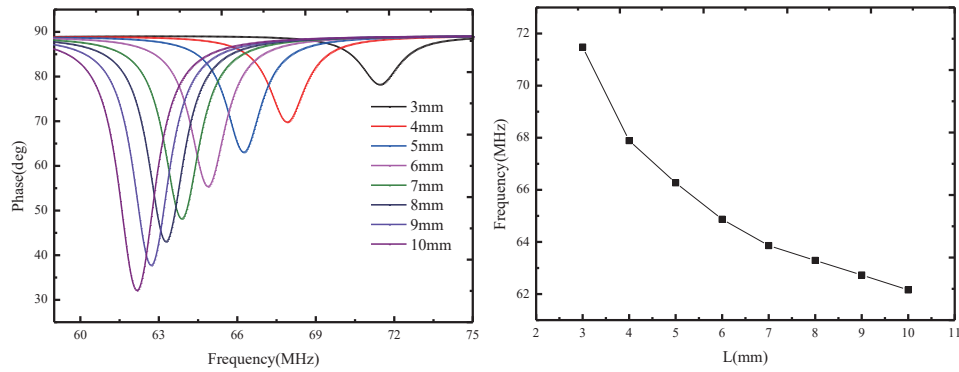 90
80
70
60
50
40
30
Phase(deg)
60
63
66
69
72
75
Frequency(MHz)
3mm
4mm
5mm
6mm
7mm
8mm
9mm
10mm
72
70
68
66
64
62
Frequency(MHz)
2
3
4
5
6
7
8
9
10
11
L(mm)